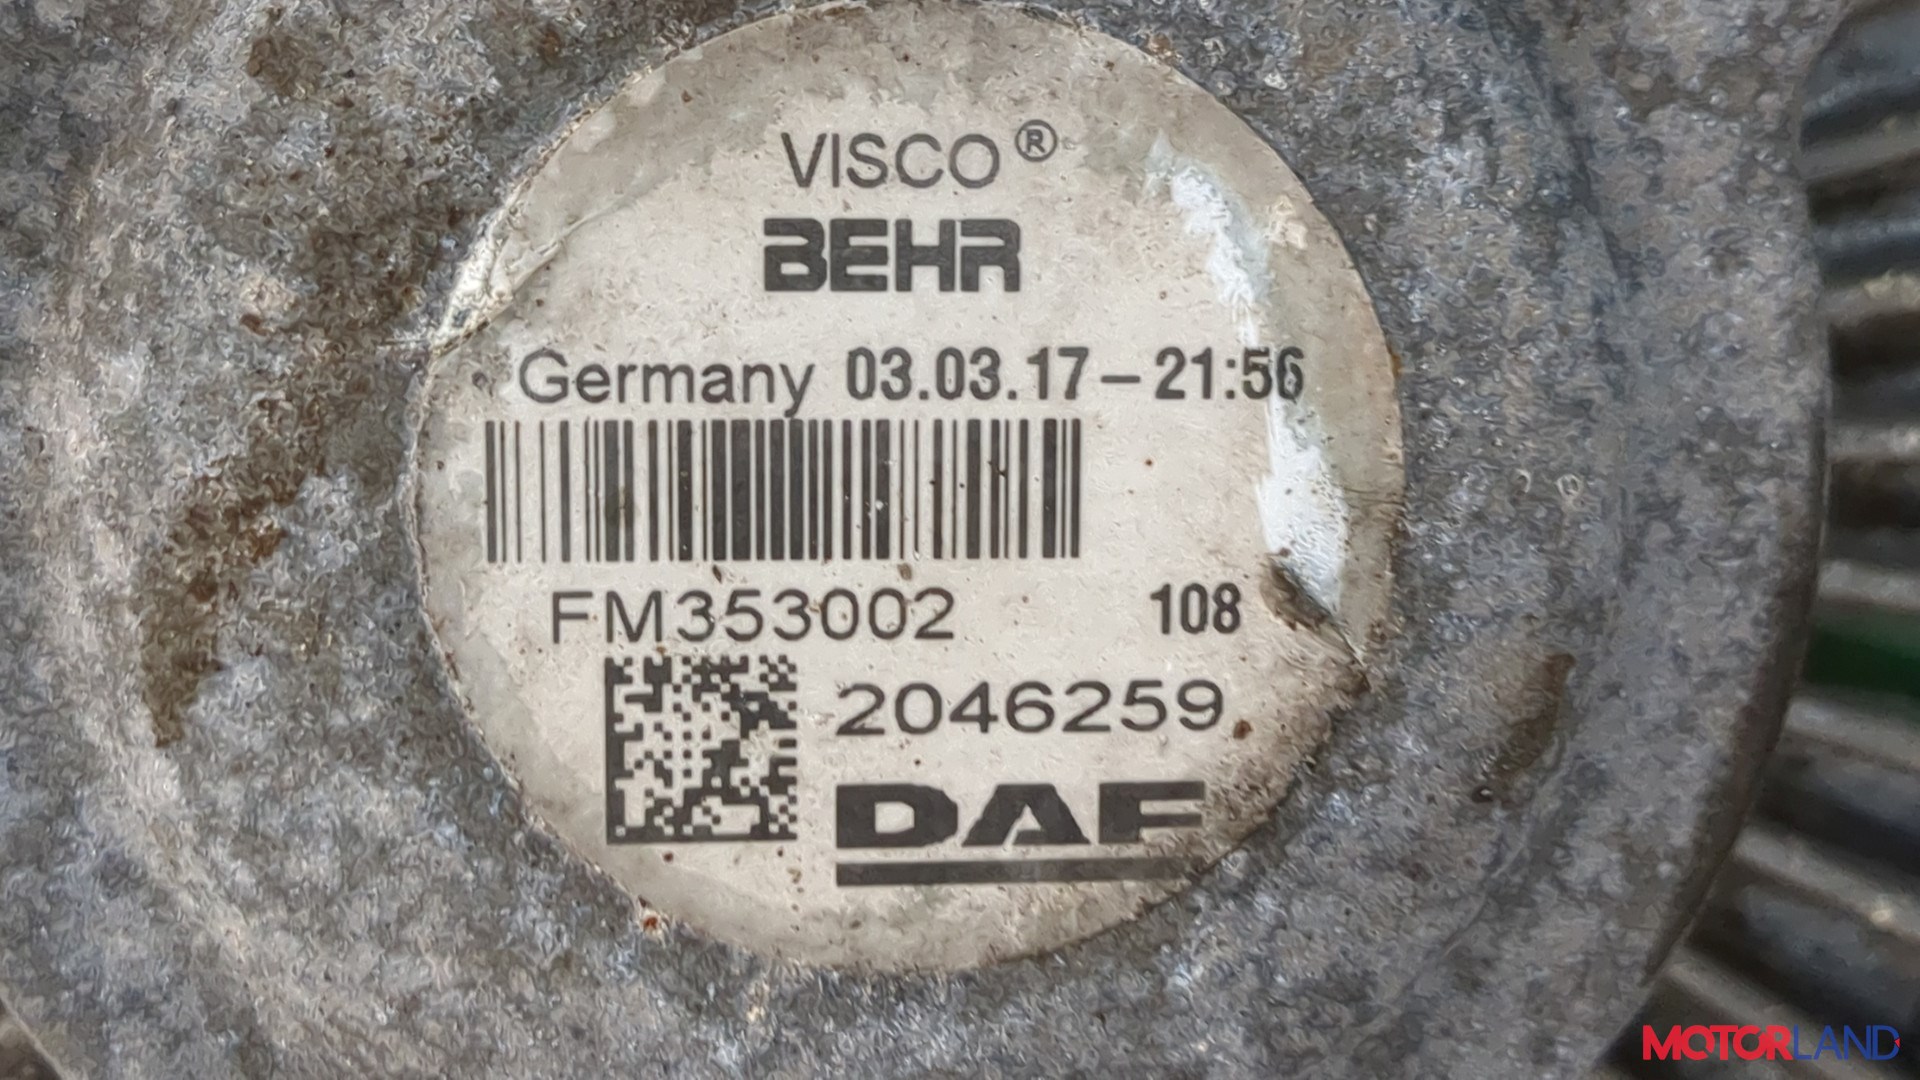 VISCO®
BEHR
Germany 03.03.17 – 21:56
FM353002 108
2046259
DAF
MOTORLAND